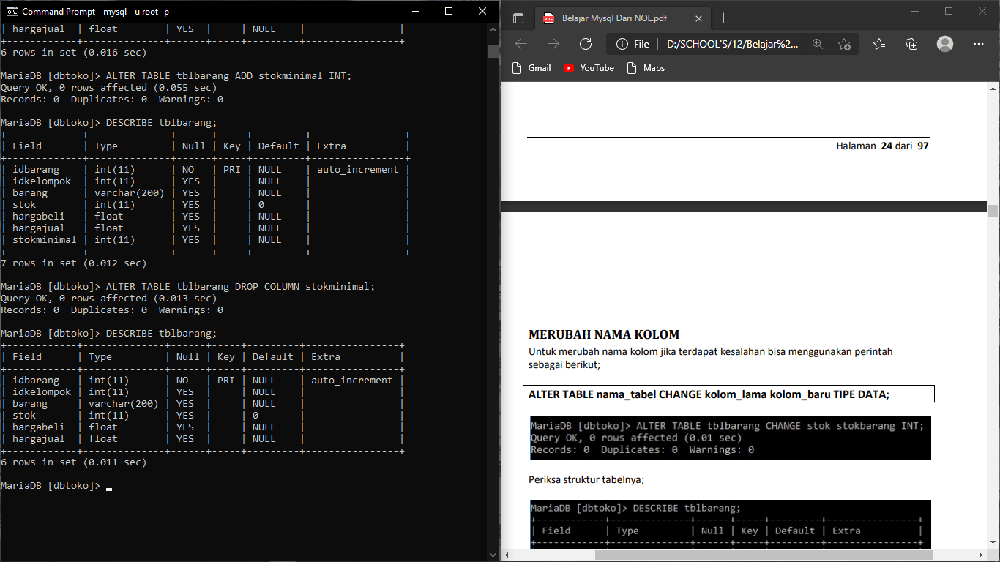 Command Prompt - mysql  -u root -p
| hargajual  | float       | YES  |     | NULL    |                |
+------------+-------------+------+-----+---------+----------------+
6 rows in set (0.016 sec)
MariaDB [dbtoko]> ALTER TABLE tblbarang ADD stokminimal INT;
Query OK, 0 rows affected (0.055 sec)
Records: 0  Duplicates: 0  Warnings: 0
MariaDB [dbtoko]> DESCRIBE tblbarang;
+-------------+--------------+------+-----+---------+----------------+
| Field       | Type         | Null | Key | Default | Extra          |
+-------------+--------------+------+-----+---------+----------------+
| idbarang    | int(11)      | NO   | PRI | NULL    | auto_increment |
| idkelompok  | int(11)      | YES  |     | NULL    |                |
| barang      | varchar(200) | YES  |     | NULL    |                |
| stok        | int(11)      | YES  |     | 0       |                |
| hargabeli   | float        | YES  |     | NULL    |                |
| hargajual   | float        | YES  |     | NULL    |                |
| stokminimal | int(11)      | YES  |     | NULL    |                |
+-------------+--------------+------+-----+---------+----------------+
7 rows in set (0.012 sec)
MariaDB [dbtoko]> ALTER TABLE tblbarang DROP COLUMN stokminimal;
Query OK, 0 rows affected (0.013 sec)
Records: 0  Duplicates: 0  Warnings: 0
MariaDB [dbtoko]> DESCRIBE tblbarang;
+------------+--------------+------+-----+---------+----------------+
| Field      | Type         | Null | Key | Default | Extra          |
+------------+--------------+------+-----+---------+----------------+
| idbarang   | int(11)      | NO   | PRI | NULL    | auto_increment |
| idkelompok | int(11)      | YES  |     | NULL    |                |
| barang     | varchar(200) | YES  |     | NULL    |                |
| stok       | int(11)      | YES  |     | 0       |                |
| hargabeli  | float        | YES  |     | NULL    |                |
| hargajual  | float        | YES  |     | NULL    |                |
+------------+--------------+------+-----+---------+----------------+
6 rows in set (0.011 sec)
MariaDB [dbtoko]>
Belajar Mysql Dari NOL.pdf
File | D:/SCHOOL'S/12/Belajar%2...
Gmail YouTube Maps
Halaman 24 dari 97
MERUBAH NAMA KOLOM
Untuk merubah nama kolom jika terdapat kesalahan bisa menggunakan perintah
sebagai berikut;
ALTER TABLE nama_tabel CHANGE kolom_lama kolom_baru TIPE DATA;
MariaDB [dbtoko]> ALTER TABLE tblbarang CHANGE stok stokbarang INT;
Query OK, 0 rows affected (0.01 sec)
Records: 0  Duplicates: 0  Warnings: 0
Periksa struktur tabelnya;
MariaDB [dbtoko]> DESCRIBE tblbarang;
+------------+--------------+------+-----+---------+----------------+
| Field      | Type         | Null | Key | Default | Extra          |
+------------+--------------+------+-----+---------+----------------+